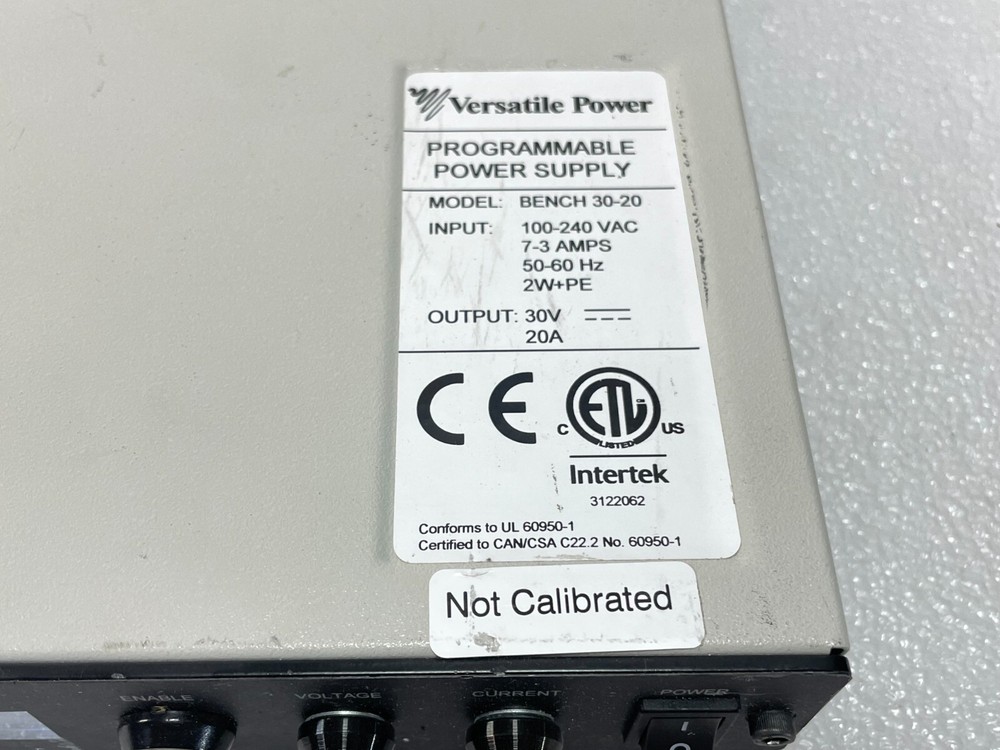 Versatile Power
PROGRAMMABLE
POWER SUPPLY
MODEL: BENCH 30-20
INPUT: 100-240 VAC
7-3 AMPS
50-60 Hz
2W+PE
OUTPUT: 30V
20A
CE
ETL
C US
LISTED
Intertek
3122062
Conforms to UL 60950-1
Certified to CAN/CSA C22.2 No. 60950-1
Not Calibrated
ENABLE VOLTAGE CURRENT POWER